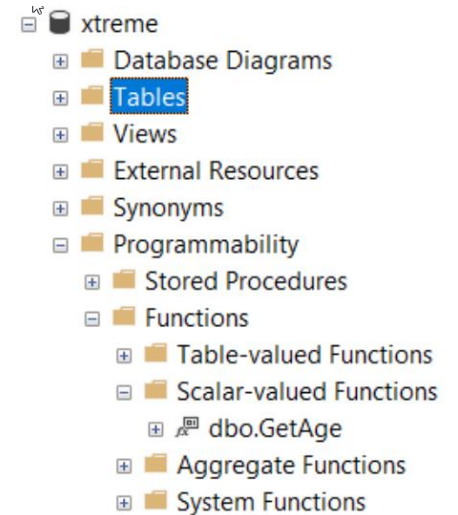 xtreme
Database Diagrams
Tables
Views
External Resources
Synonyms
Programmability
Stored Procedures
Functions
Table-valued Functions
Scalar-valued Functions
dbo.GetAge
Aggregate Functions
System Functions